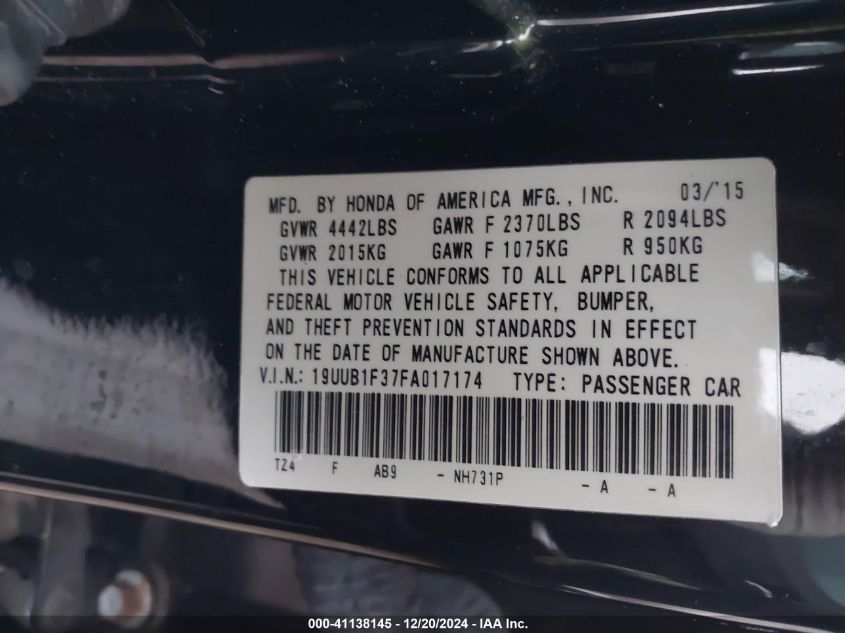 MFD. BY HONDA OF AMERICA MFG., INC. 03/'15
GVWR 4442LBS GAWR F 2370LBS R 2094LBS
GVWR 2015KG GAWR F 1075KG R 950KG
THIS VEHICLE CONFORMS TO ALL APPLICABLE
FEDERAL MOTOR VEHICLE SAFETY, BUMPER,
AND THEFT PREVENTION STANDARDS IN EFFECT
ON THE DATE OF MANUFACTURE SHOWN ABOVE.
V.I.N.: 19UUB1F37FA017174 TYPE: PASSENGER CAR
TZ4 F AB9 - NH731P - A - A
000-41138145 - 12/20/2024 - IAA Inc.